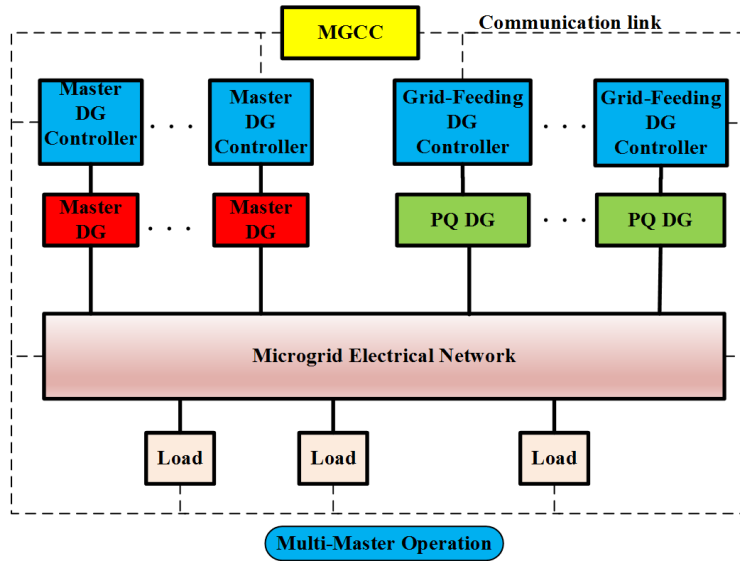 MGCC
Communication link
Master
DG
Controller
Master
DG
Controller
Grid-Feeding
DG
Controller
Grid-Feeding
DG
Controller
Master
DG
Master
DG
PQ DG
PQ DG
Microgrid Electrical Network
Load
Load
Load
Multi-Master Operation